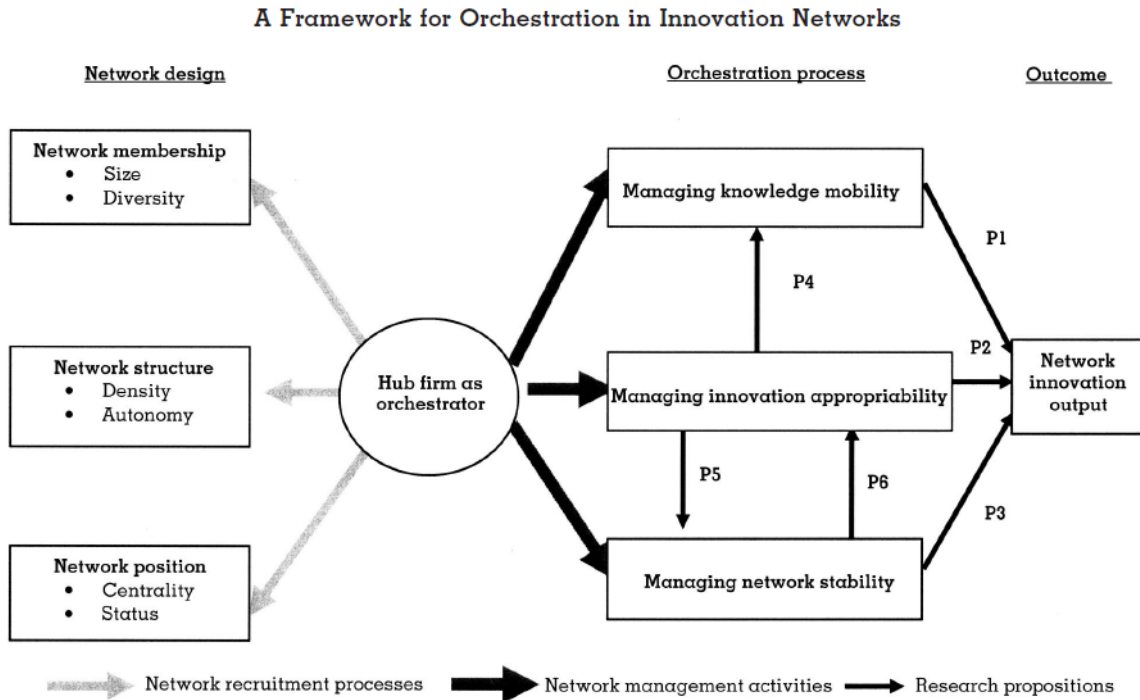 A Framework for Orchestration in Innovation Networks
Network design
Orchestration process
Outcome
Network membership
• Size
• Diversity
Network structure
• Density
• Autonomy
Network position
• Centrality
• Status
Hub firm as
orchestrator
Managing knowledge mobility
P4
Managing innovation appropriability
P5
P6
Managing network stability
P1
P2
P3
Network
innovation
output
Network recruitment processes
Network management activities
Research propositions